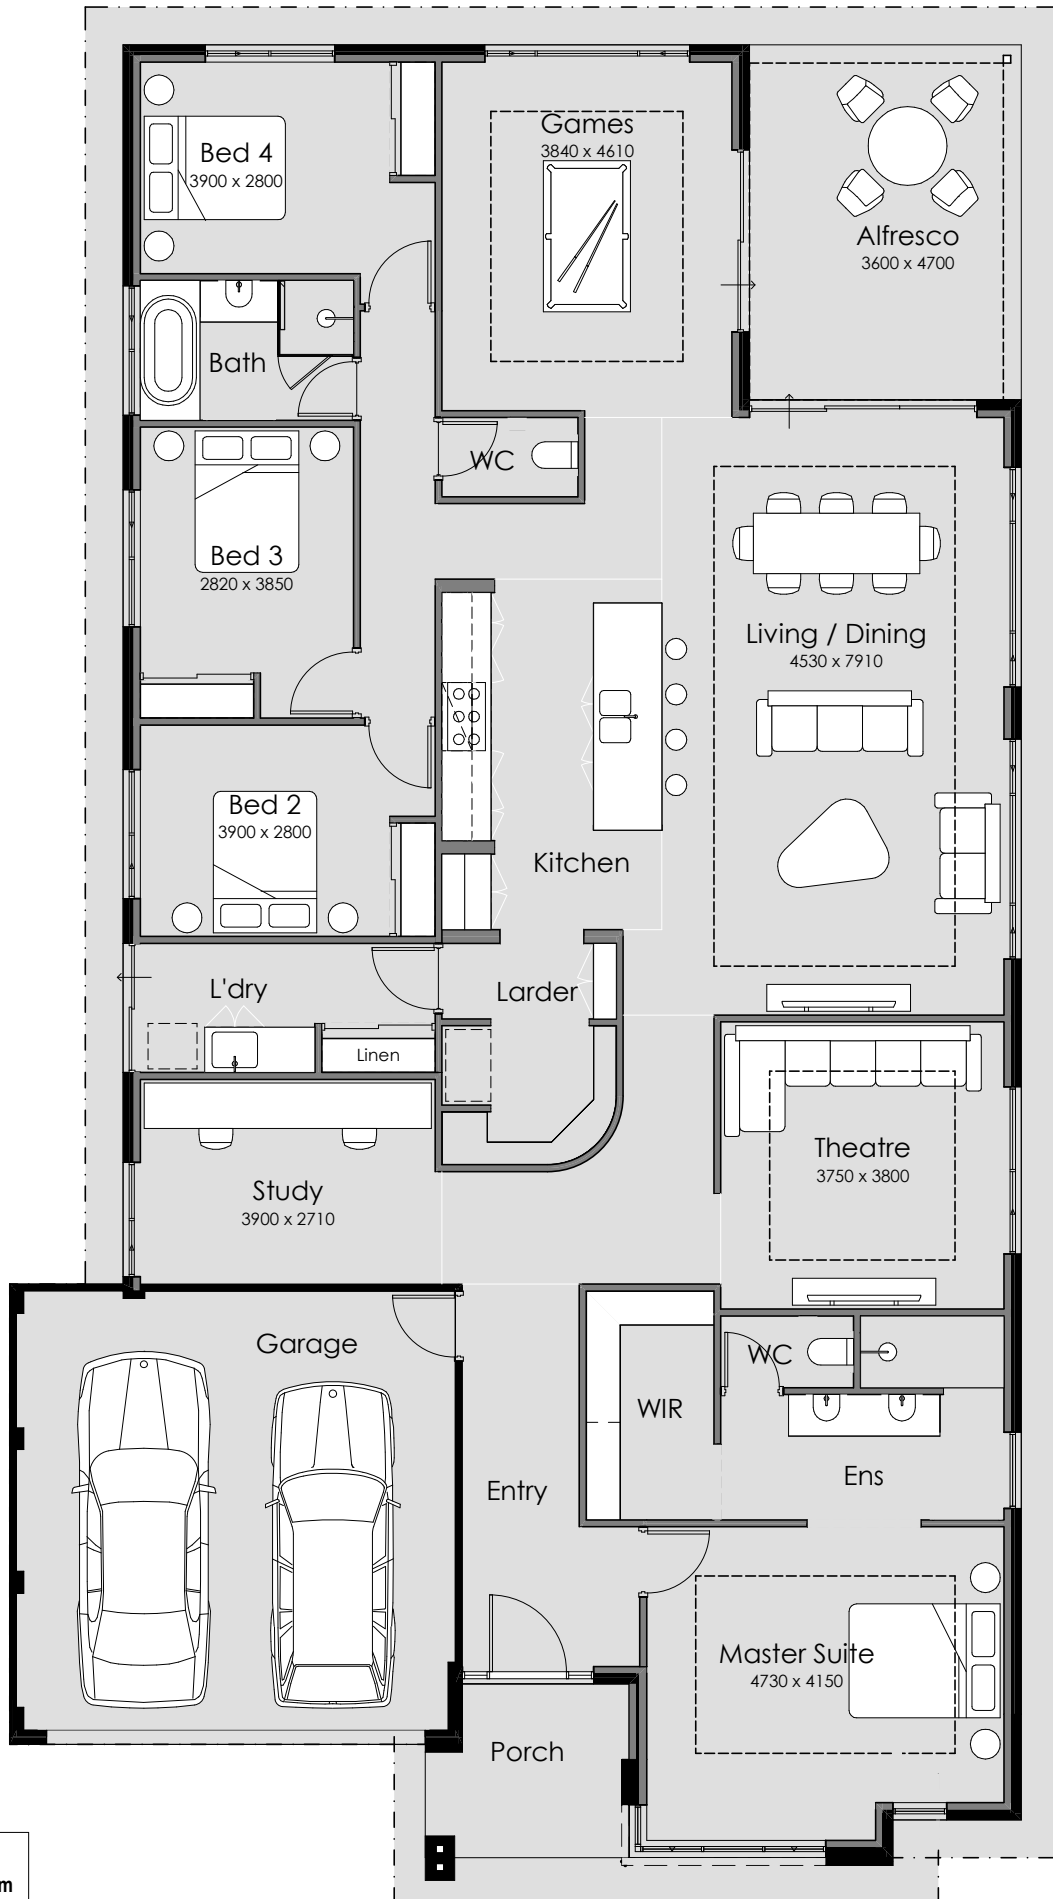 Games
3840 x 4610
Bed 4
3900 x 2800
Alfresco
3600 x 4700
Bath
WC
Bed 3
2820 x 3850
Living / Dining
4530 x 7910
Bed 2
3900 x 2800
Kitchen
L'dry
Larder
Linen
Theatre
3750 x 3800
Study
3900 x 2710
Garage
WC
WIR
Ens
Entry
Master Suite
4730 x 4150
Porch
m